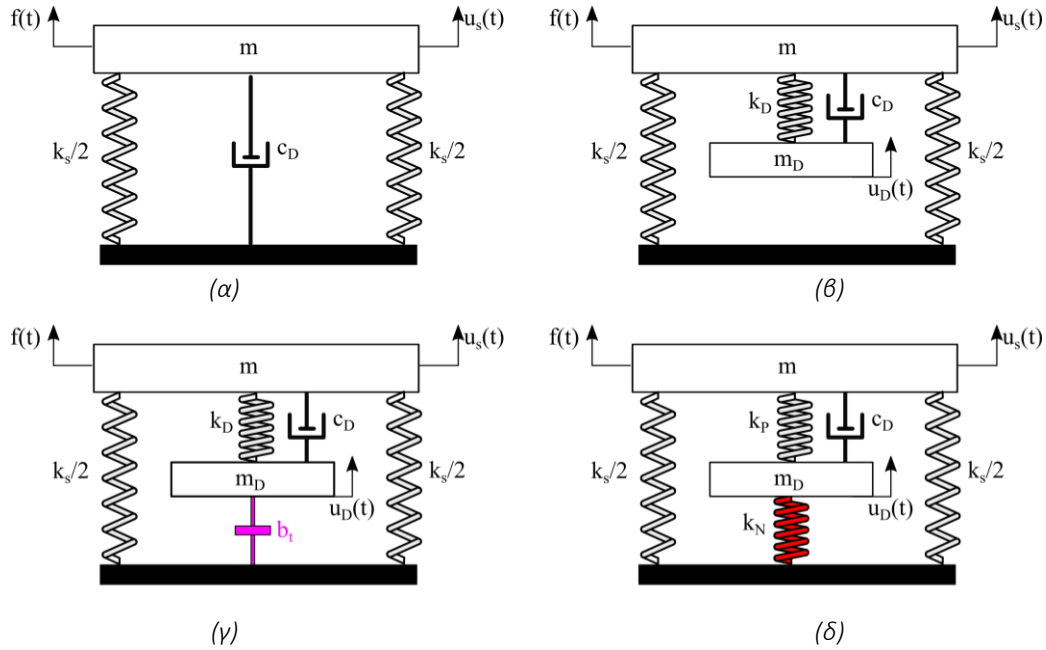 f(t) u_s(t)
m
k_s/2 c_D k_s/2
(α)
f(t) u_s(t)
m
k_D c_D
k_s/2 k_s/2
m_D
u_D(t)
(β)
f(t) u_s(t)
m
k_D c_D
k_s/2 k_s/2
m_D
u_D(t)
b_t
(γ)
f(t) u_s(t)
m
k_P c_D
k_s/2 k_s/2
m_D
u_D(t)
k_N
(δ)